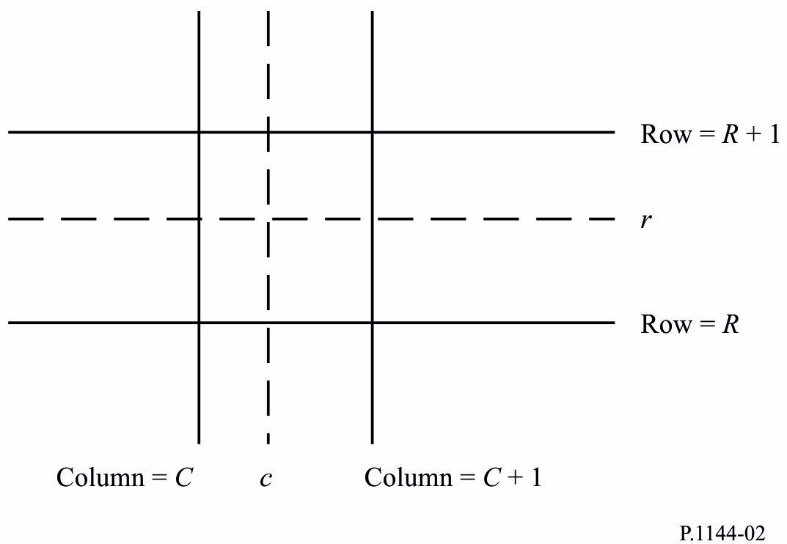 Row = R + 1
r
Row = R
Column = C c Column = C + 1
P.1144-02